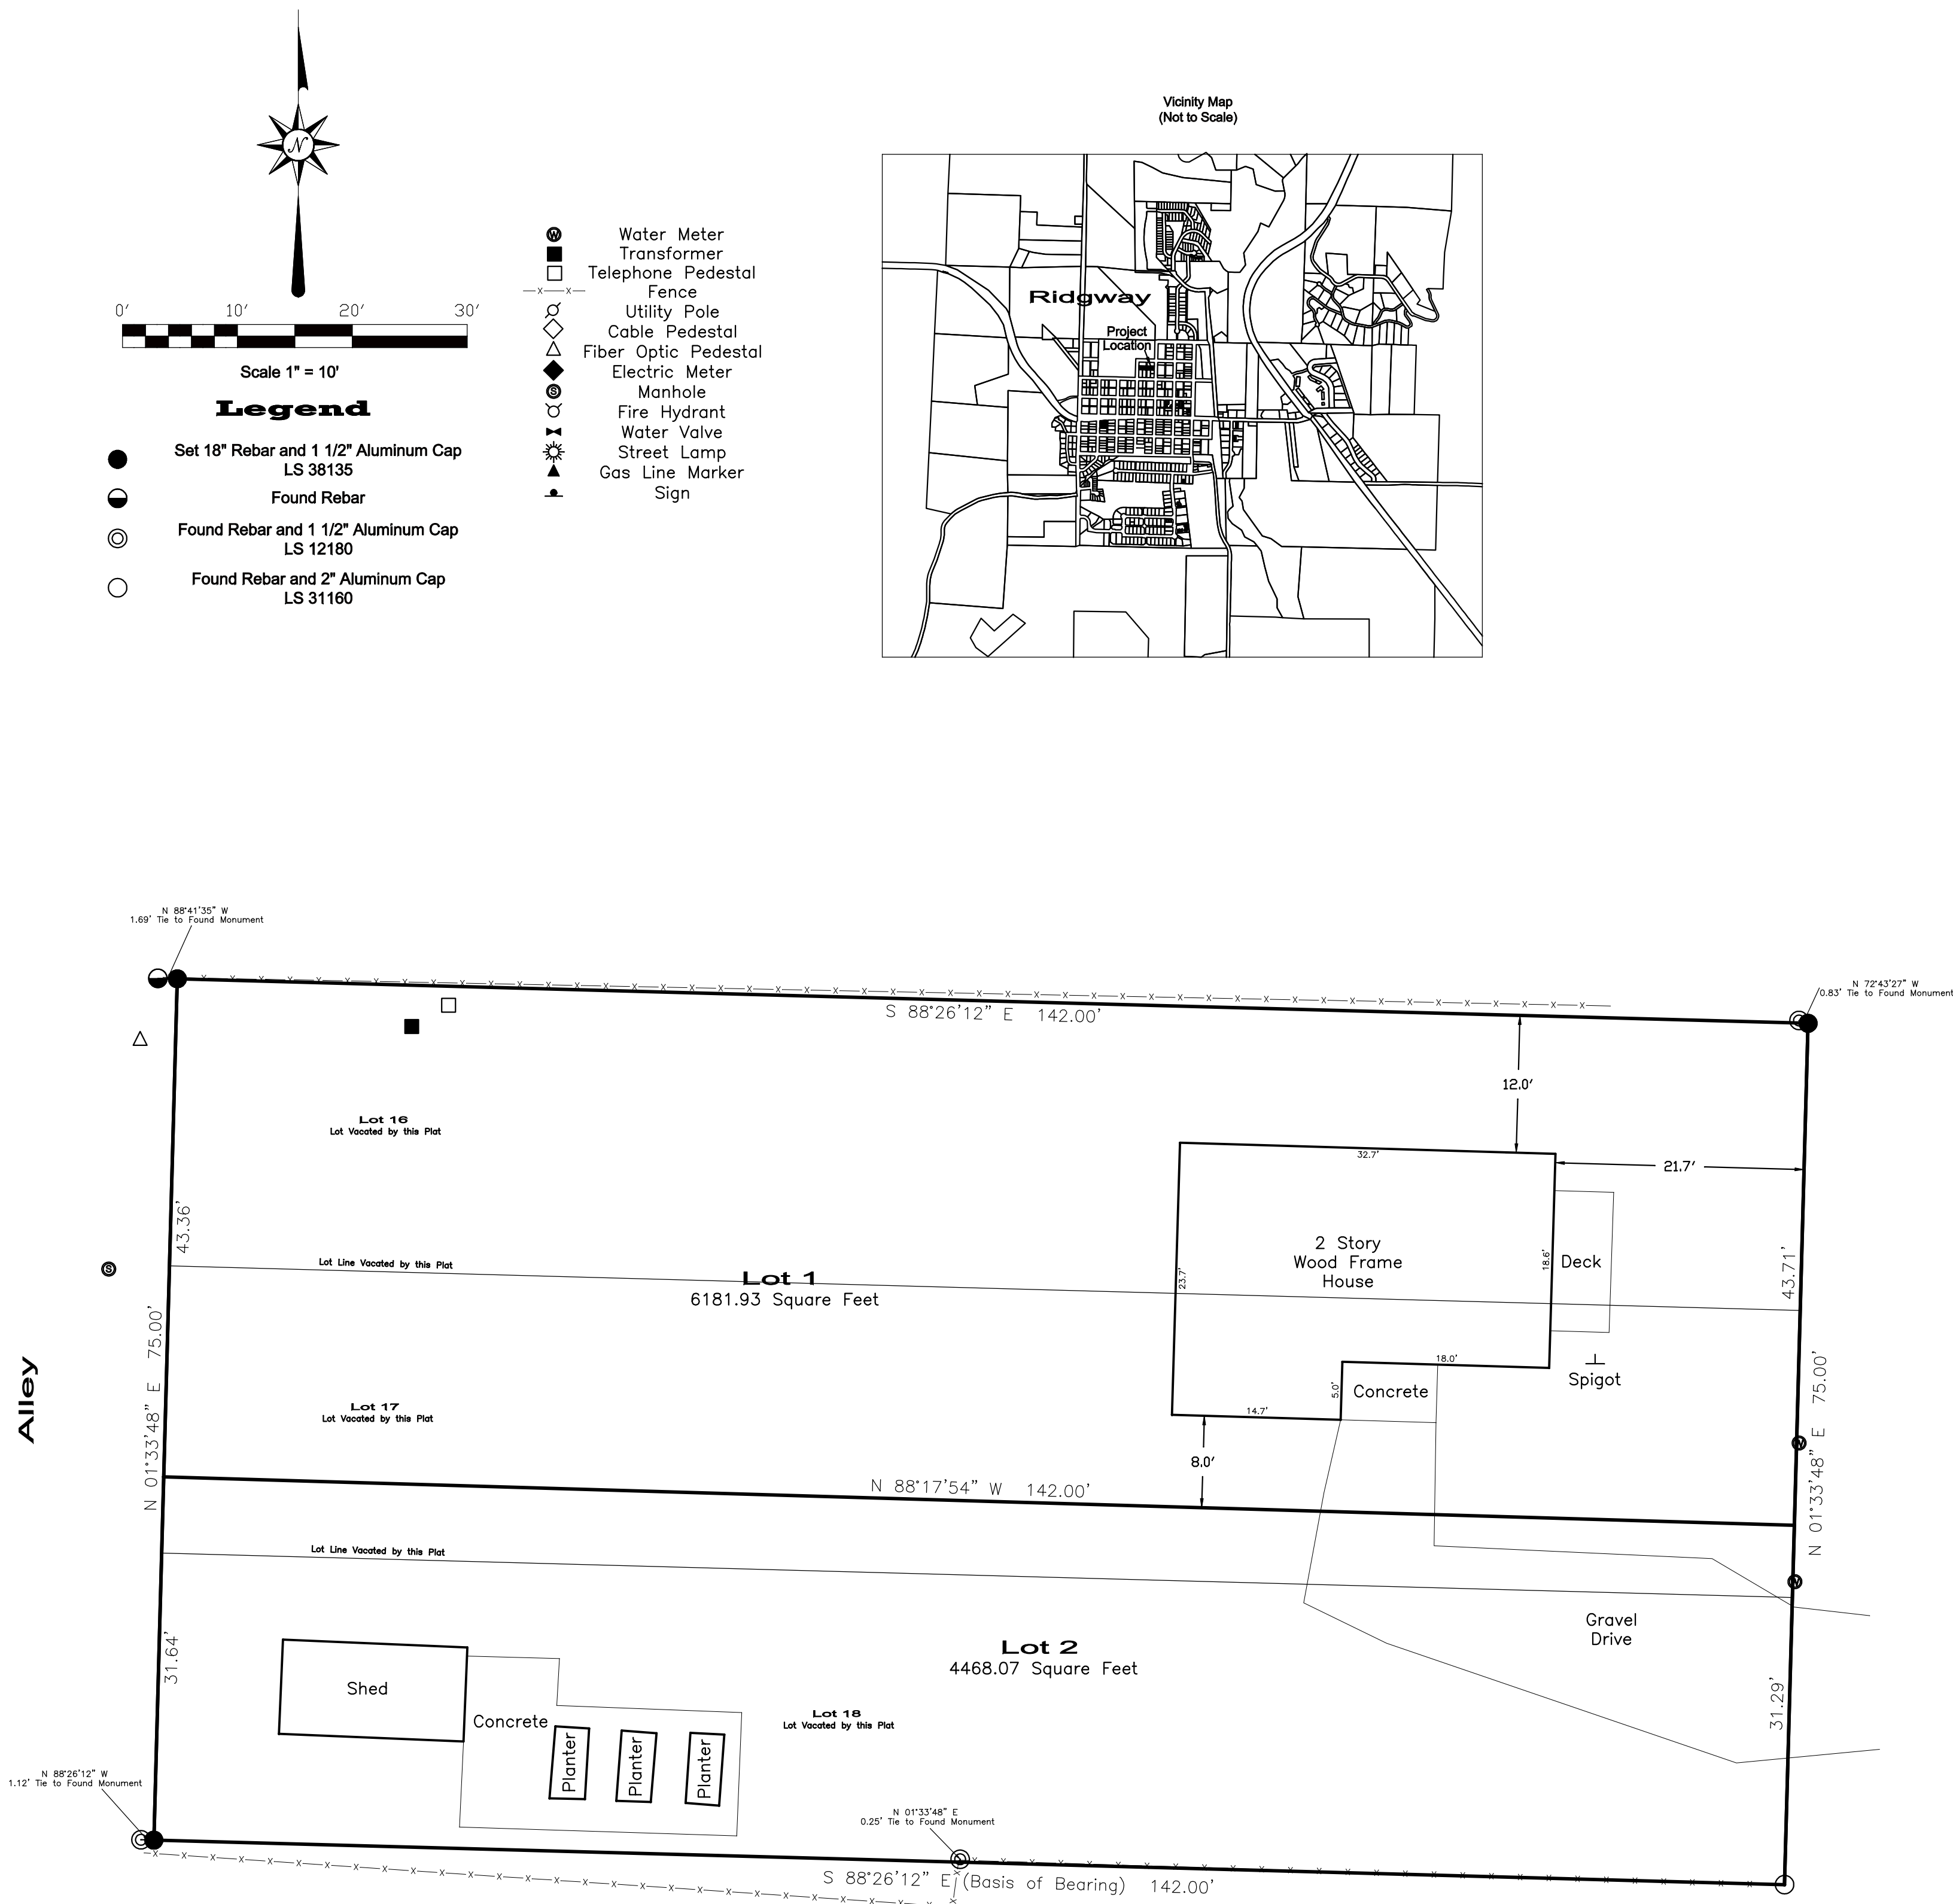 Vicinity Map
(Not to Scale)
N
0' 10' 20' 30'
Scale 1" = 10'
Legend
Set 18" Rebar and 1 1/2" Aluminum Cap
LS 38135
Found Rebar
Found Rebar and 1 1/2" Aluminum Cap
LS 12180
Found Rebar and 2" Aluminum Cap
LS 31160
W Water Meter
Transformer
Telephone Pedestal
—x——x— Fence
Utility Pole
Cable Pedestal
Fiber Optic Pedestal
Electric Meter
S Manhole
Fire Hydrant
Water Valve
Street Lamp
Gas Line Marker
Sign
Ridgway
Project
Location
N 88°41'35" W
1.69' Tie to Found Monument
N 72°43'27" W
0.83' Tie to Found Monument
S 88°26'12" E 142.00'
12.0'
Lot 16
Lot Vacated by this Plat
32.7'
21.7'
43.36'
2 Story
Wood Frame
House
23.7'
18.6'
Deck
43.71'
Lot Line Vacated by this Plat
S
Lot 1
6181.93 Square Feet
18.0'
Spigot
5.0'
Concrete
14.7'
Alley
N 01°33'48" E 75.00'
N 01°33'48" E 75.00'
Lot 17
Lot Vacated by this Plat
W
8.0'
N 88°17'54" W 142.00'
Lot Line Vacated by this Plat
W
Gravel
Drive
31.64'
Lot 2
4468.07 Square Feet
Shed
31.29'
Concrete
Lot 18
Lot Vacated by this Plat
Planter
Planter
Planter
N 88°26'12" W
1.12' Tie to Found Monument
N 01°33'48" E
0.25' Tie to Found Monument
S 88°26'12" E (Basis of Bearing) 142.00'